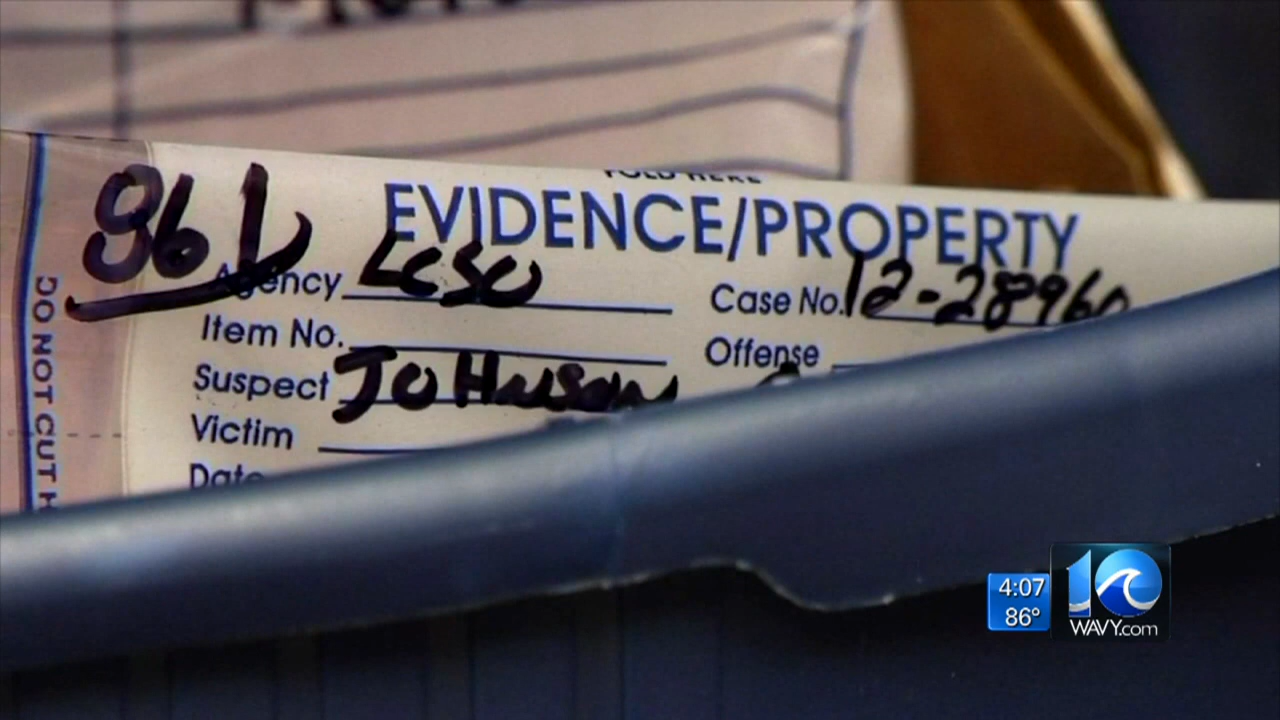 FOLD HERE
EVIDENCE/PROPERTY
Agency LCSO
Case No. 12-28960
Item No.
Offense
Suspect JOHNSON
Victim
Date
DO NOT CUT H
4:07
86°
10
WAVY.com